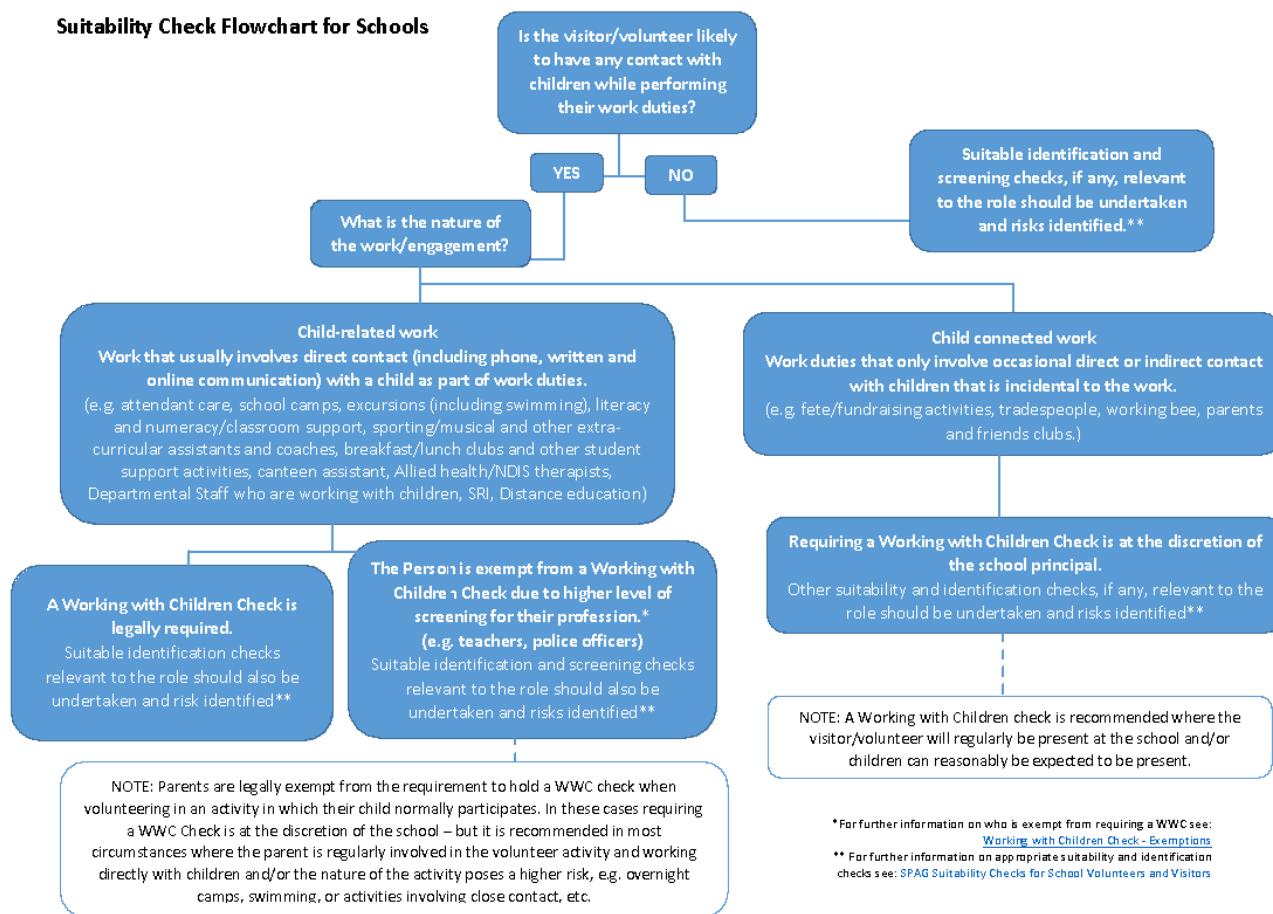 Suitability Check Flowchart for Schools
Is the visitor/volunteer likely
to have any contact with
children while performing
their work duties?
YES
NO
Suitable identification and
screening checks, if any, relevant
to the role should be undertaken
and risks identified.**
What is the nature of
the work/engagement?
Child-related work
Work that usually involves direct contact (including phone, written and
online communication) with a child as part of work duties.
(e.g. attendant care, school camps, excursions (including swimming), literacy
and numeracy/classroom support, sporting/musical and other extra-
curricular assistants and coaches, breakfast/lunch clubs and other student
support activities, canteen assistant, Allied health/NDIS therapists,
Departmental Staff who are working with children, SRI, Distance education)
Child connected work
Work duties that only involve occasional direct or indirect contact
with children that is incidental to the work.
(e.g. fete/fundraising activities, tradespeople, working bee, parents
and friends clubs.)
A Working with Children Check is
legally required.
Suitable identification checks
relevant to the role should also be
undertaken and risk identified**
The Person is exempt from a Working with
Children Check due to higher level of
screening for their profession.*
(e.g. teachers, police officers)
Suitable identification and screening checks
relevant to the role should also be
undertaken and risks identified**
Requiring a Working with Children Check is at the discretion of
the school principal.
Other suitability and identification checks, if any, relevant to
the role should be undertaken and risks identified**
NOTE: A Working with Children check is recommended where the
visitor/volunteer will regularly be present at the school and/or
children can reasonably be expected to be present.
NOTE: Parents are legally exempt from the requirement to hold a WWC check when
volunteering in an activity in which their child normally participates. In these cases requiring
a WWC Check is at the discretion of the school – but it is recommended in most
circumstances where the parent is regularly involved in the volunteer activity and working
directly with children and/or the nature of the activity poses a higher risk, e.g. overnight
camps, swimming, or activities involving close contact, etc.
*For further information on who is exempt from requiring a WWC see:
Working with Children Check - Exemptions
** For further information on appropriate suitability and identification
checks see: SPAG Suitability Checks for School Volunteers and Visitors